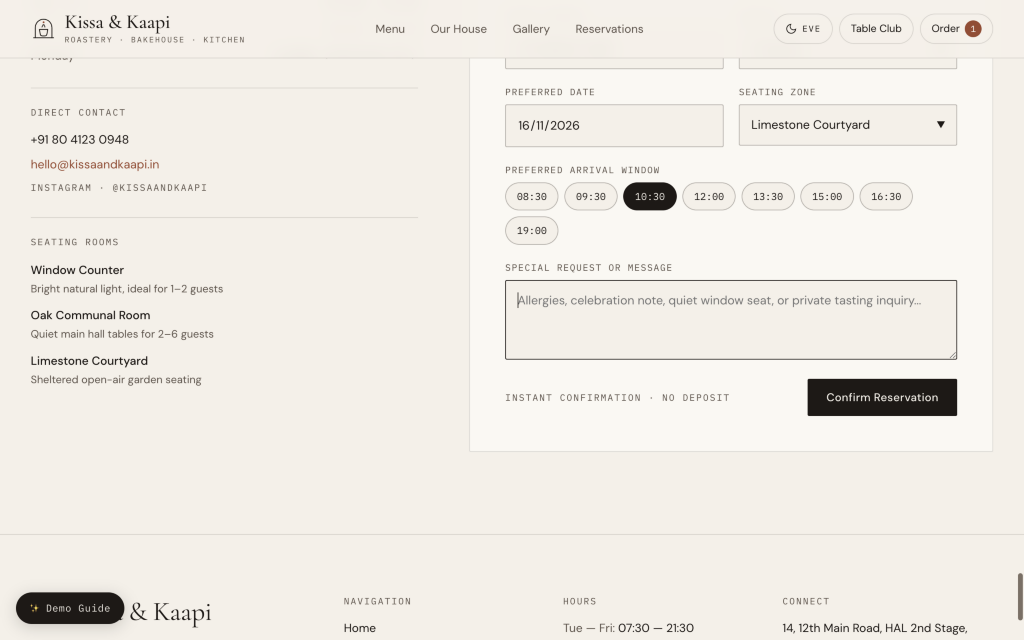 Kissa & Kaapi
ROASTERY · BAKEHOUSE · KITCHEN
Menu
Our House
Gallery
Reservations
EVE
Table Club
Order 1
Monday
DIRECT CONTACT
+91 80 4123 0948
hello@kissaandkaapi.in
INSTAGRAM · @KISSAANDKAAPI
SEATING ROOMS
Window Counter
Bright natural light, ideal for 1–2 guests
Oak Communal Room
Quiet main hall tables for 2–6 guests
Limestone Courtyard
Sheltered open-air garden seating
PREFERRED DATE
16/11/2026
SEATING ZONE
Limestone Courtyard
PREFERRED ARRIVAL WINDOW
08:30 09:30 10:30 12:00 13:30 15:00 16:30
19:00
SPECIAL REQUEST OR MESSAGE
Allergies, celebration note, quiet window seat, or private tasting inquiry…
INSTANT CONFIRMATION · NO DEPOSIT
Confirm Reservation
✨ Demo Guide
& Kaapi
NAVIGATION
Home
HOURS
Tue — Fri: 07:30 — 21:30
CONNECT
14, 12th Main Road, HAL 2nd Stage,